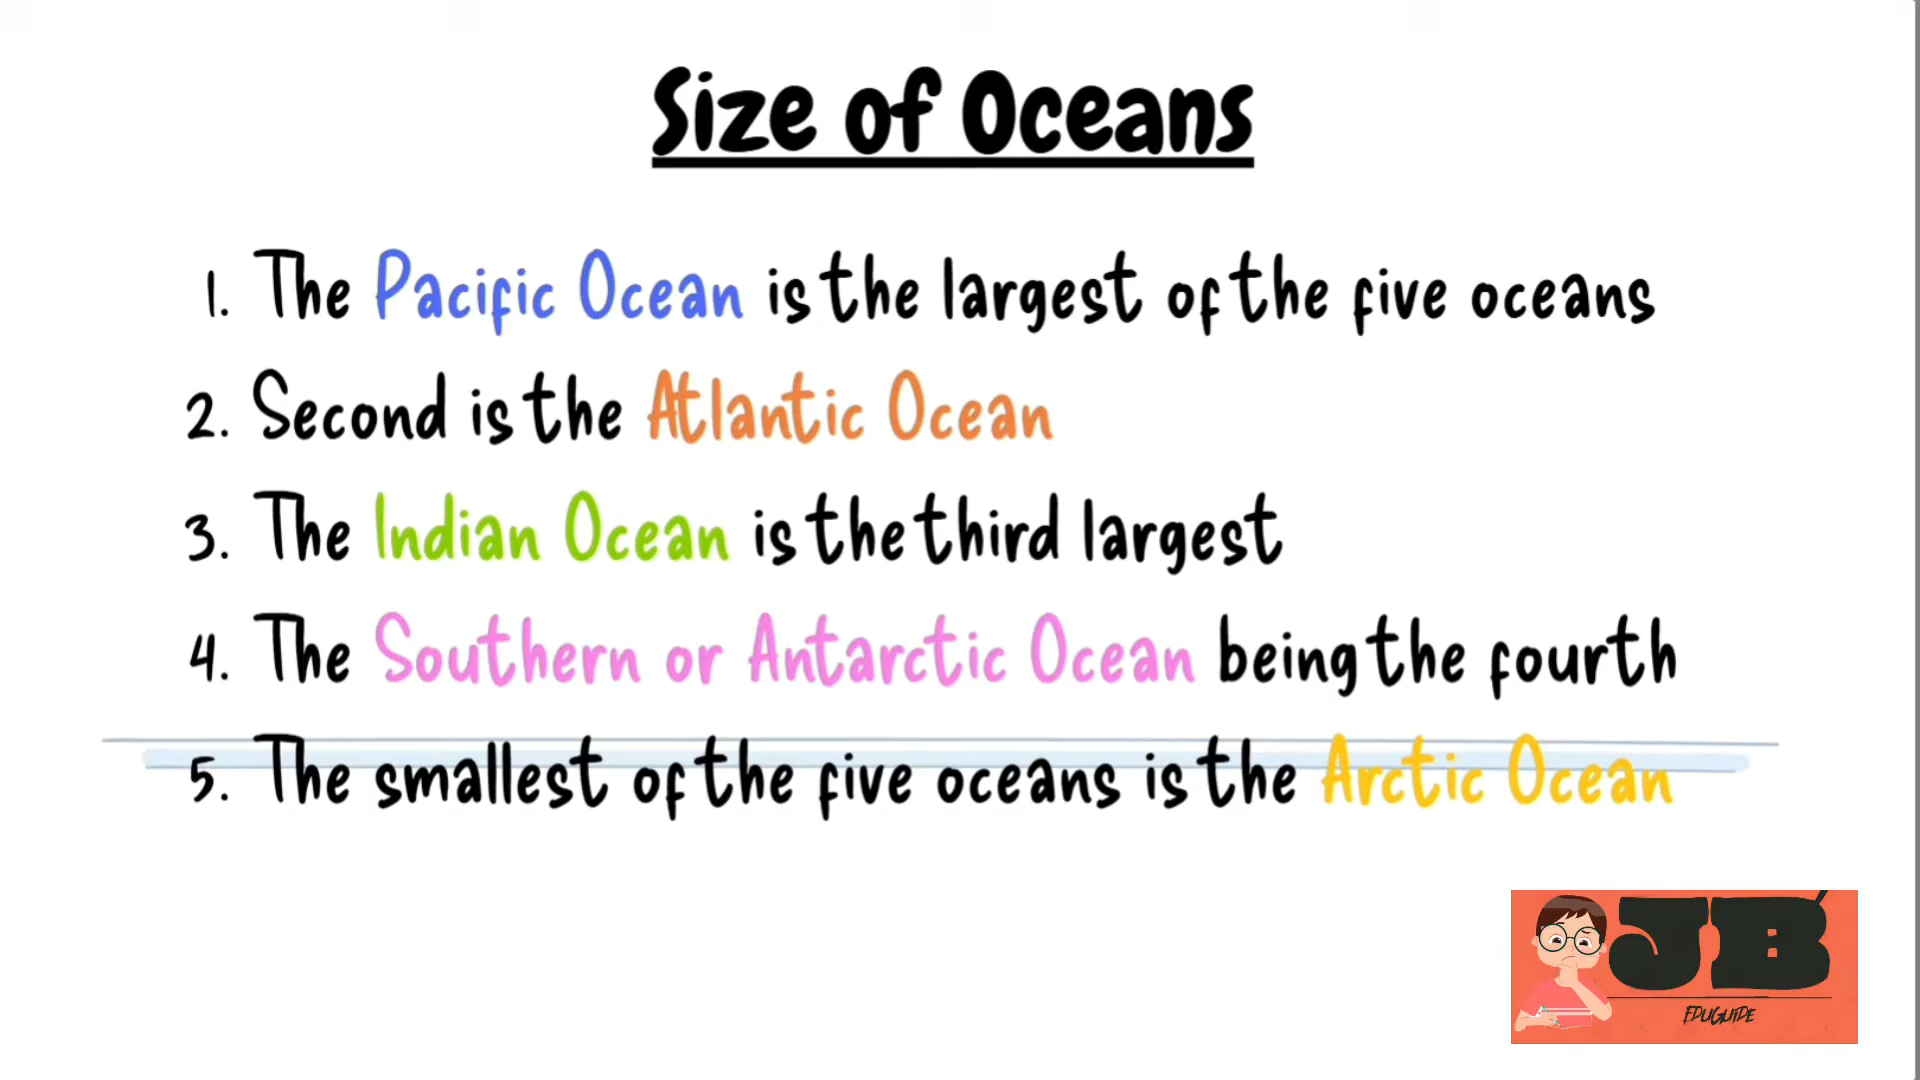 Size of Oceans
1. The Pacific Ocean is the largest of the five oceans
2. Second is the Atlantic Ocean
3. The Indian Ocean is the third largest
4. The Southern or Antarctic Ocean being the fourth
5. The smallest of the five oceans is the Arctic Ocean
JB
EDUGUIDE